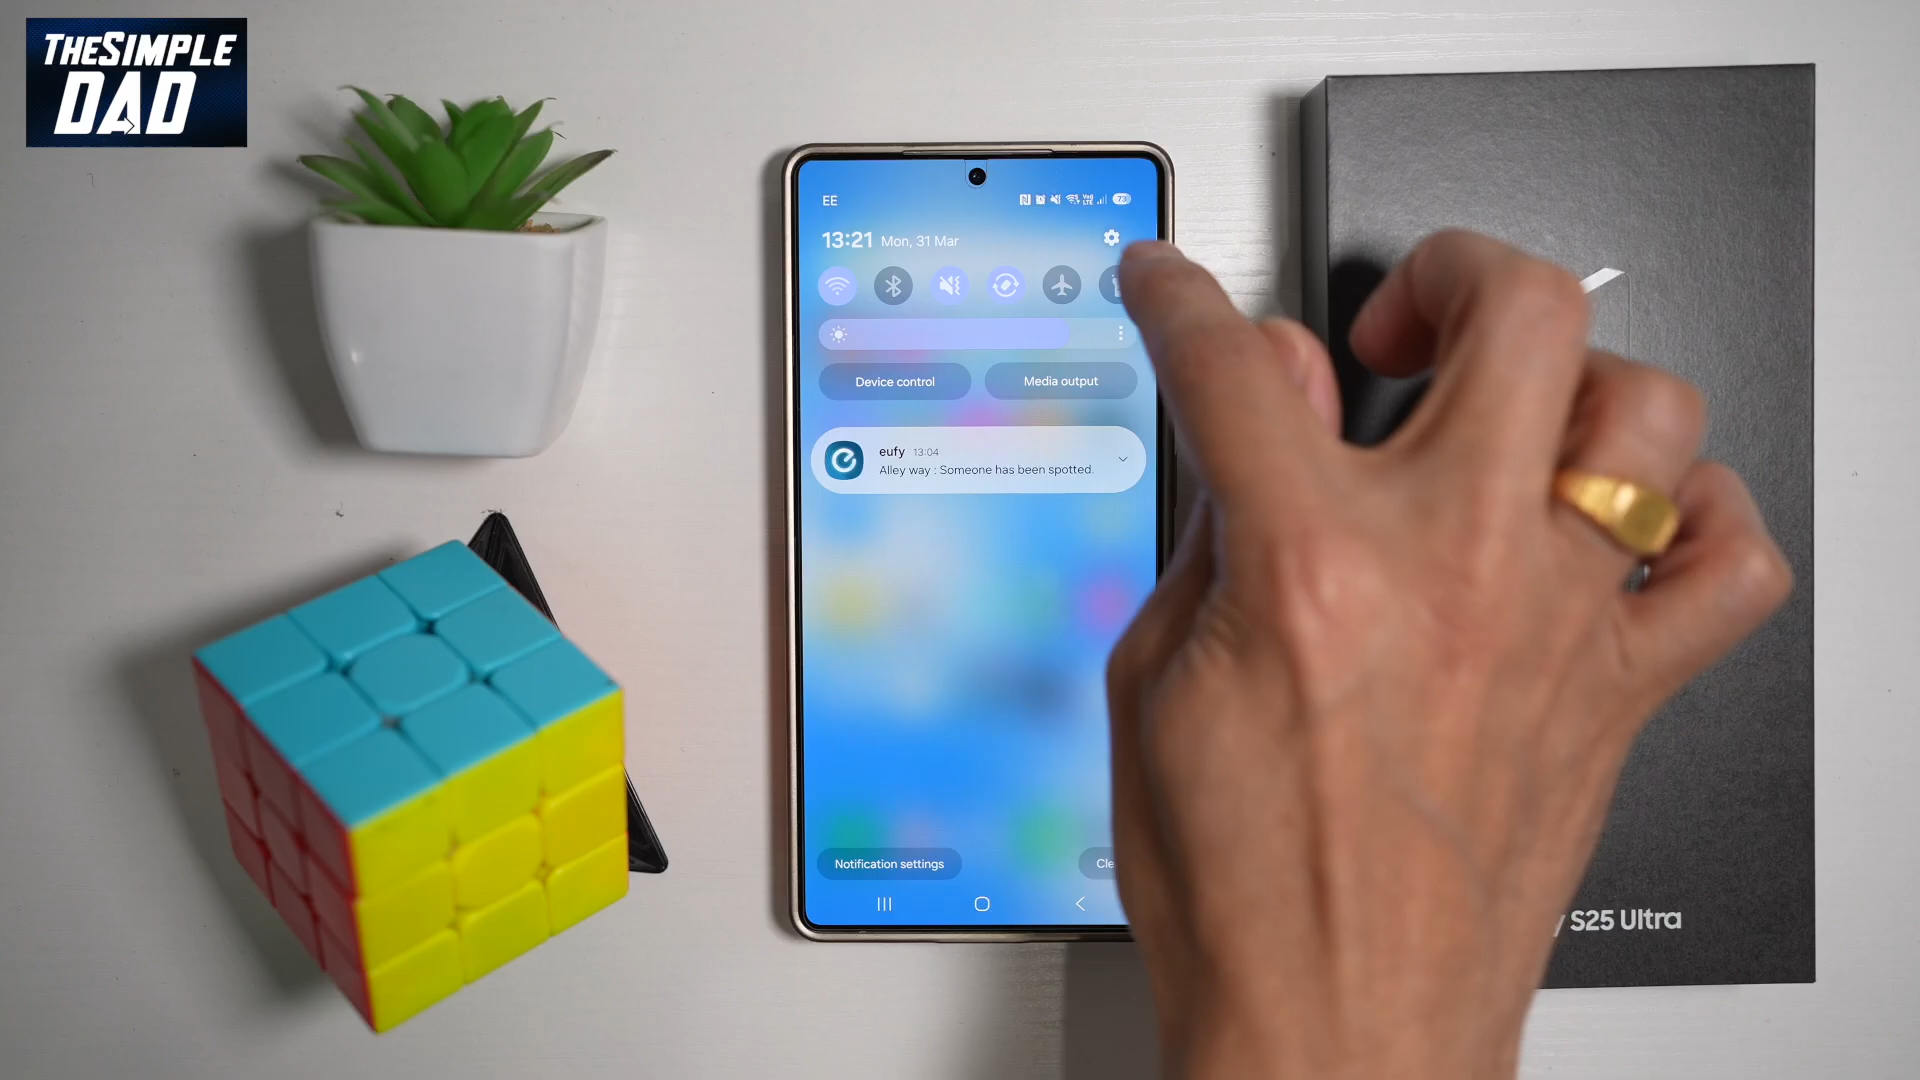 THESIMPLE
DAD
EE
73
13:21 Mon, 31 Mar
Device control
Media output
eufy 13:04
Alley way : Someone has been spotted.
Notification settings
S25 Ultra